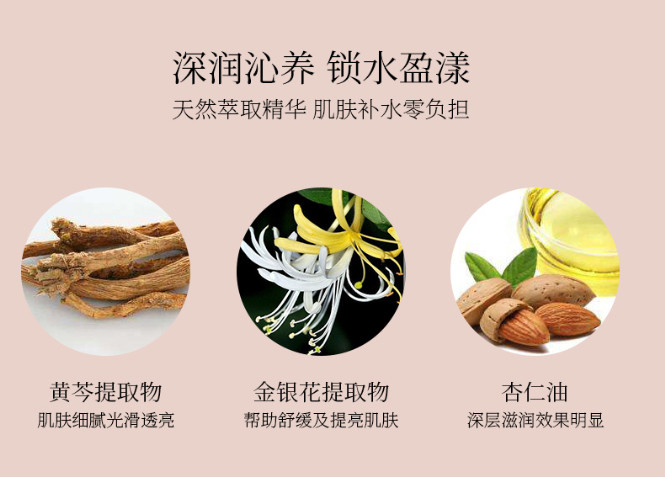 深润沁养 锁水盈漾
天然萃取精华 肌肤补水零负担
黄芩提取物
肌肤细腻光滑透亮
金银花提取物
帮助舒缓及提亮肌肤
杏仁油
深层滋润效果明显